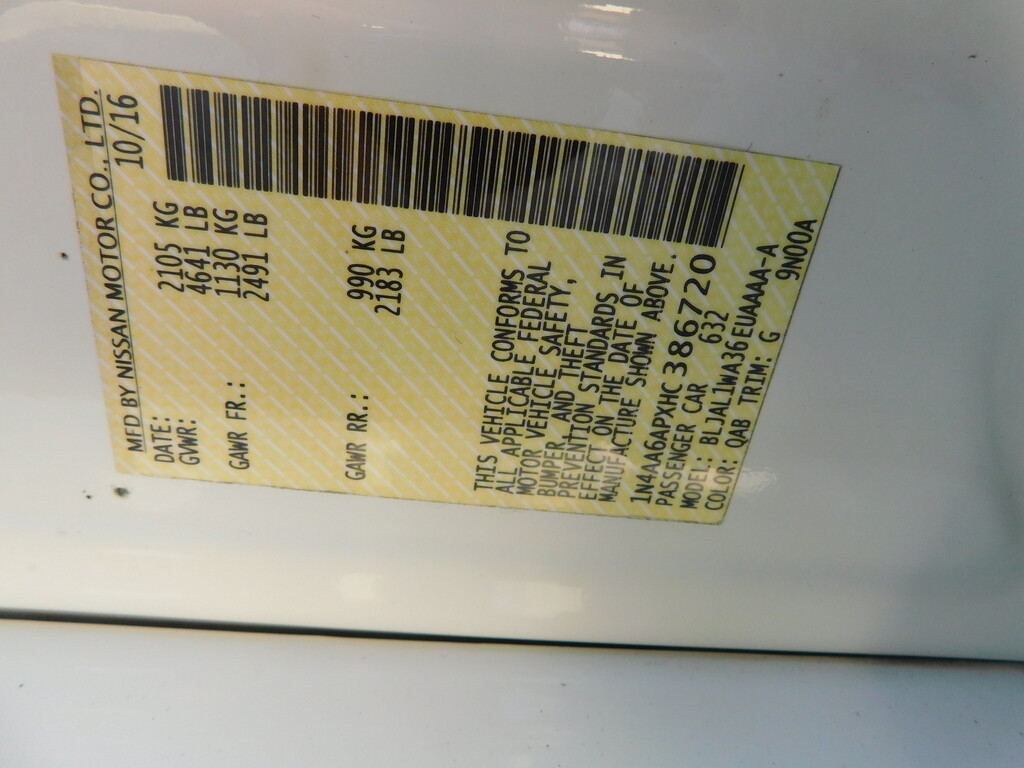 MFD BY NISSAN MOTOR CO., LTD.
DATE: 10/16
GVWR: 2105 KG
4641 LB
GAWR FR.: 1130 KG
2491 LB
GAWR RR.: 990 KG
2183 LB
THIS VEHICLE CONFORMS TO
ALL APPLICABLE FEDERAL
MOTOR VEHICLE SAFETY,
BUMPER, AND THEFT
PREVENTION STANDARDS IN
EFFECT ON THE DATE OF
MANUFACTURE SHOWN ABOVE.
1N4AA6APXHC386720
PASSENGER CAR 632
MODEL: BLJALlWA36EUAAAA-A
COLOR: QAB TRIM: G 9N00A